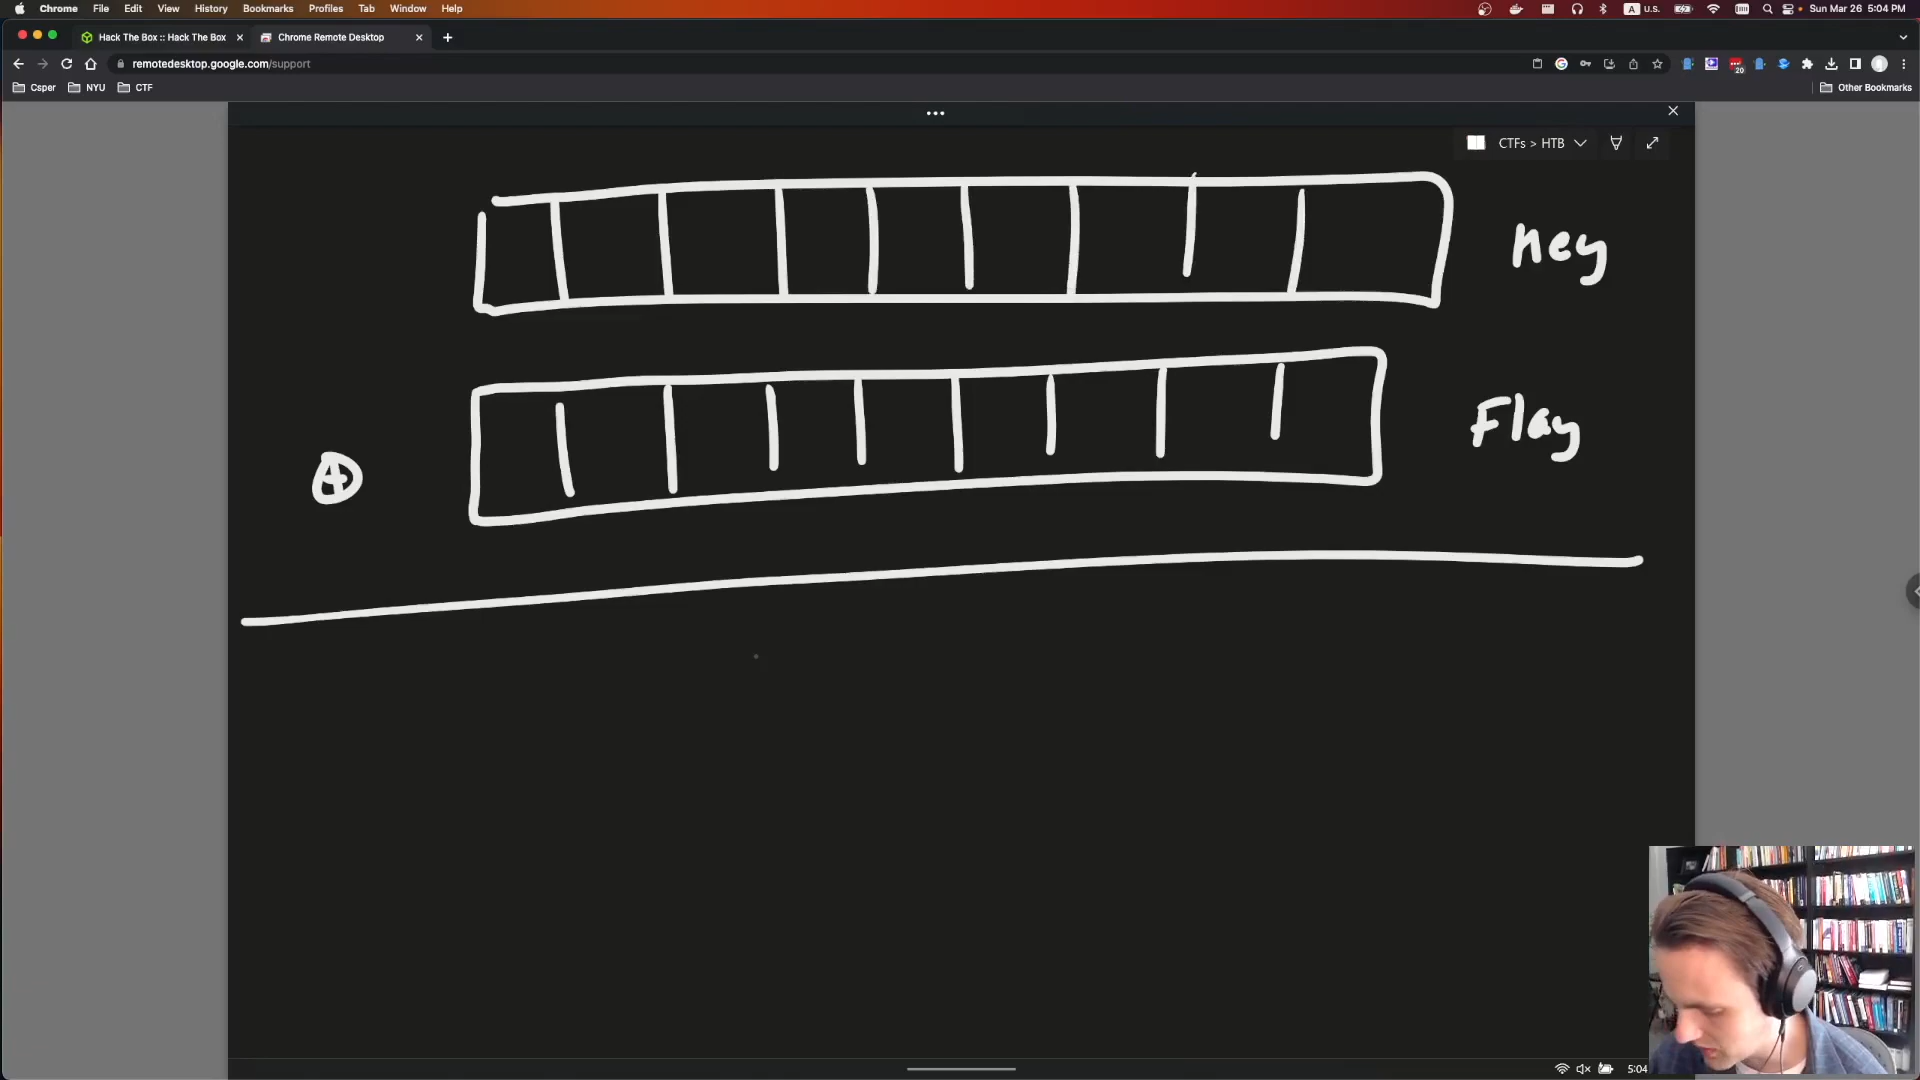 Chrome File Edit View History Bookmarks Profiles Tab Window Help A U.S. Sun Mar 26 5:04 PM
Hack The Box :: Hack The Box Chrome Remote Desktop
remotedesktop.google.com/support 20
Csper NYU CTF Other Bookmarks
CTFs > HTB
key
Flag
5:04